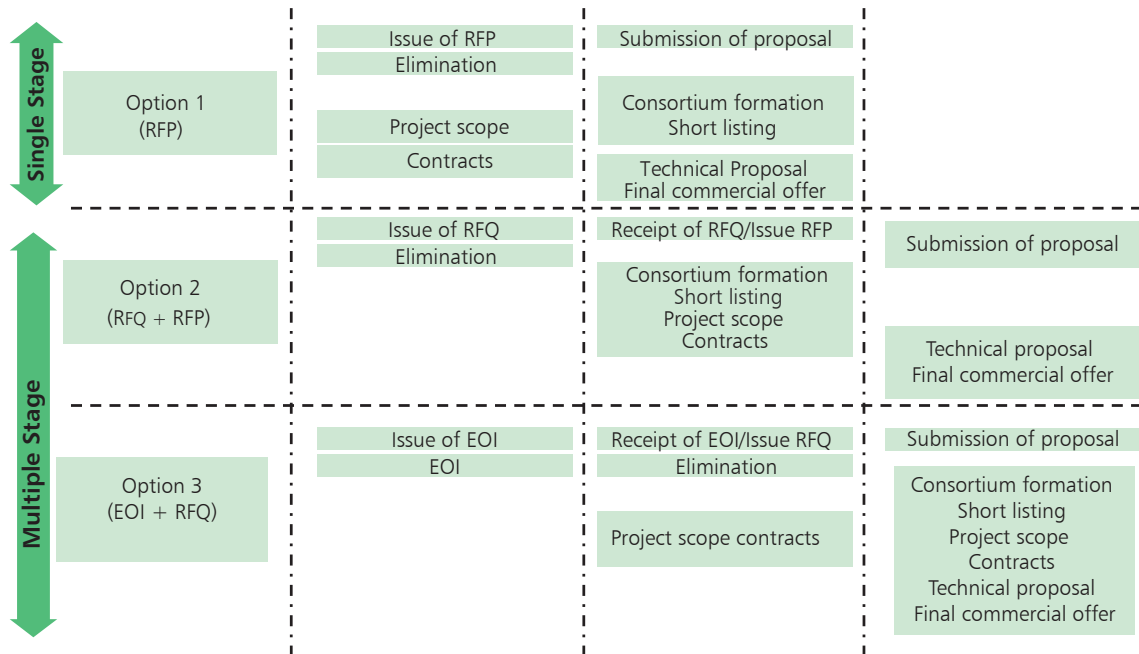 Single Stage
Option 1
(RFP)
Issue of RFP
Elimination
Project scope
Contracts
Submission of proposal
Consortium formation
Short listing
Technical Proposal
Final commercial offer
Multiple Stage
Option 2
(RFQ + RFP)
Issue of RFQ
Elimination
Receipt of RFQ/Issue RFP
Consortium formation
Short listing
Project scope
Contracts
Submission of proposal
Technical proposal
Final commercial offer
Option 3
(EOI + RFQ)
Issue of EOI
EOI
Receipt of EOI/Issue RFQ
Elimination
Project scope contracts
Submission of proposal
Consortium formation
Short listing
Project scope
Contracts
Technical proposal
Final commercial offer